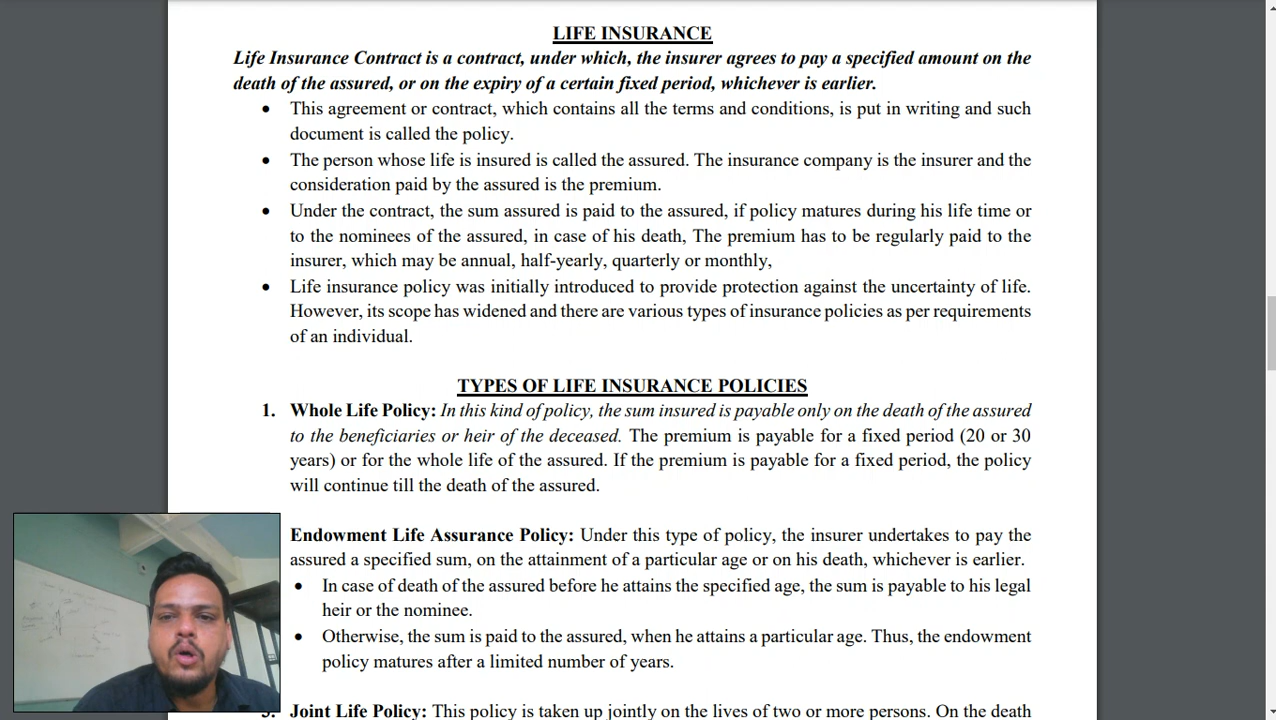 LIFE INSURANCE
Life Insurance Contract is a contract, under which, the insurer agrees to pay a specified amount on the
death of the assured, or on the expiry of a certain fixed period, whichever is earlier.
• This agreement or contract, which contains all the terms and conditions, is put in writing and such
document is called the policy.
• The person whose life is insured is called the assured. The insurance company is the insurer and the
consideration paid by the assured is the premium.
• Under the contract, the sum assured is paid to the assured, if policy matures during his life time or
to the nominees of the assured, in case of his death, The premium has to be regularly paid to the
insurer, which may be annual, half-yearly, quarterly or monthly,
• Life insurance policy was initially introduced to provide protection against the uncertainty of life.
However, its scope has widened and there are various types of insurance policies as per requirements
of an individual.
TYPES OF LIFE INSURANCE POLICIES
1. Whole Life Policy: In this kind of policy, the sum insured is payable only on the death of the assured
to the beneficiaries or heir of the deceased. The premium is payable for a fixed period (20 or 30
years) or for the whole life of the assured. If the premium is payable for a fixed period, the policy
will continue till the death of the assured.
Endowment Life Assurance Policy: Under this type of policy, the insurer undertakes to pay the
assured a specified sum, on the attainment of a particular age or on his death, whichever is earlier.
• In case of death of the assured before he attains the specified age, the sum is payable to his legal
heir or the nominee.
• Otherwise, the sum is paid to the assured, when he attains a particular age. Thus, the endowment
policy matures after a limited number of years.
3. Joint Life Policy: This policy is taken up jointly on the lives of two or more persons. On the death